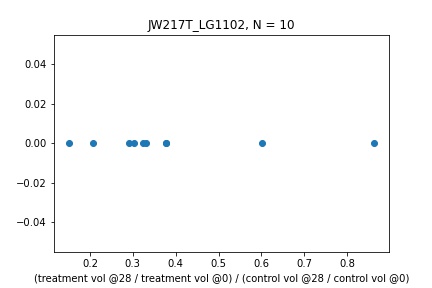 JW217T_LG1102, N = 10
0.04
0.02
0.00
−0.02
−0.04
0.2 0.3 0.4 0.5 0.6 0.7 0.8
(treatment vol @28 / treatment vol @0) / (control vol @28 / control vol @0)